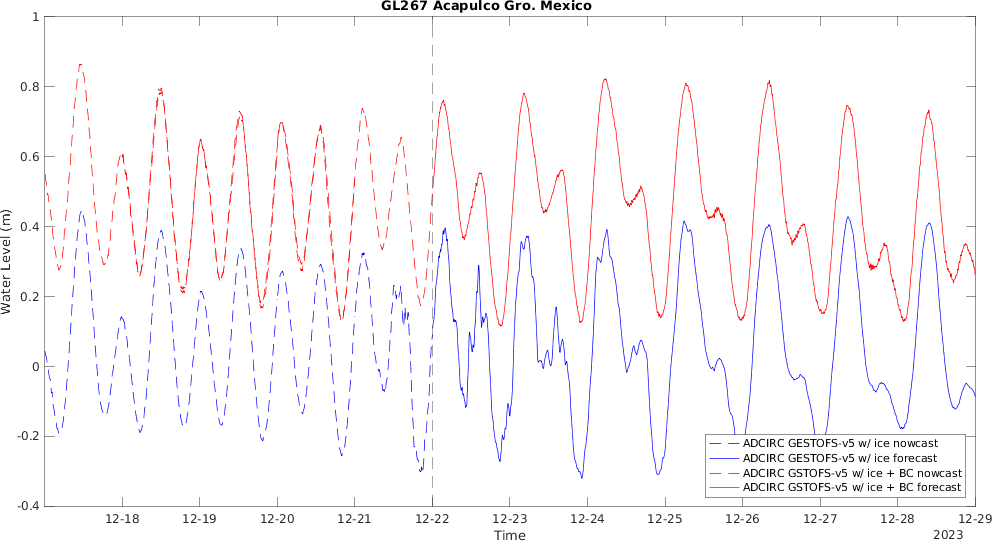 GL267 Acapulco Gro. Mexico
Water Level (m)
1
0.8
0.6
0.4
0.2
0
-0.2
-0.4
ADCIRC GESTOFS-v5 w/ ice nowcast
ADCIRC GESTOFS-v5 w/ ice forecast
ADCIRC GSTOFS-v5 w/ ice + BC nowcast
ADCIRC GSTOFS-v5 w/ ice + BC forecast
12-18 12-19 12-20 12-21 12-22 12-23 12-24 12-25 12-26 12-27 12-28 12-29
Time
2023